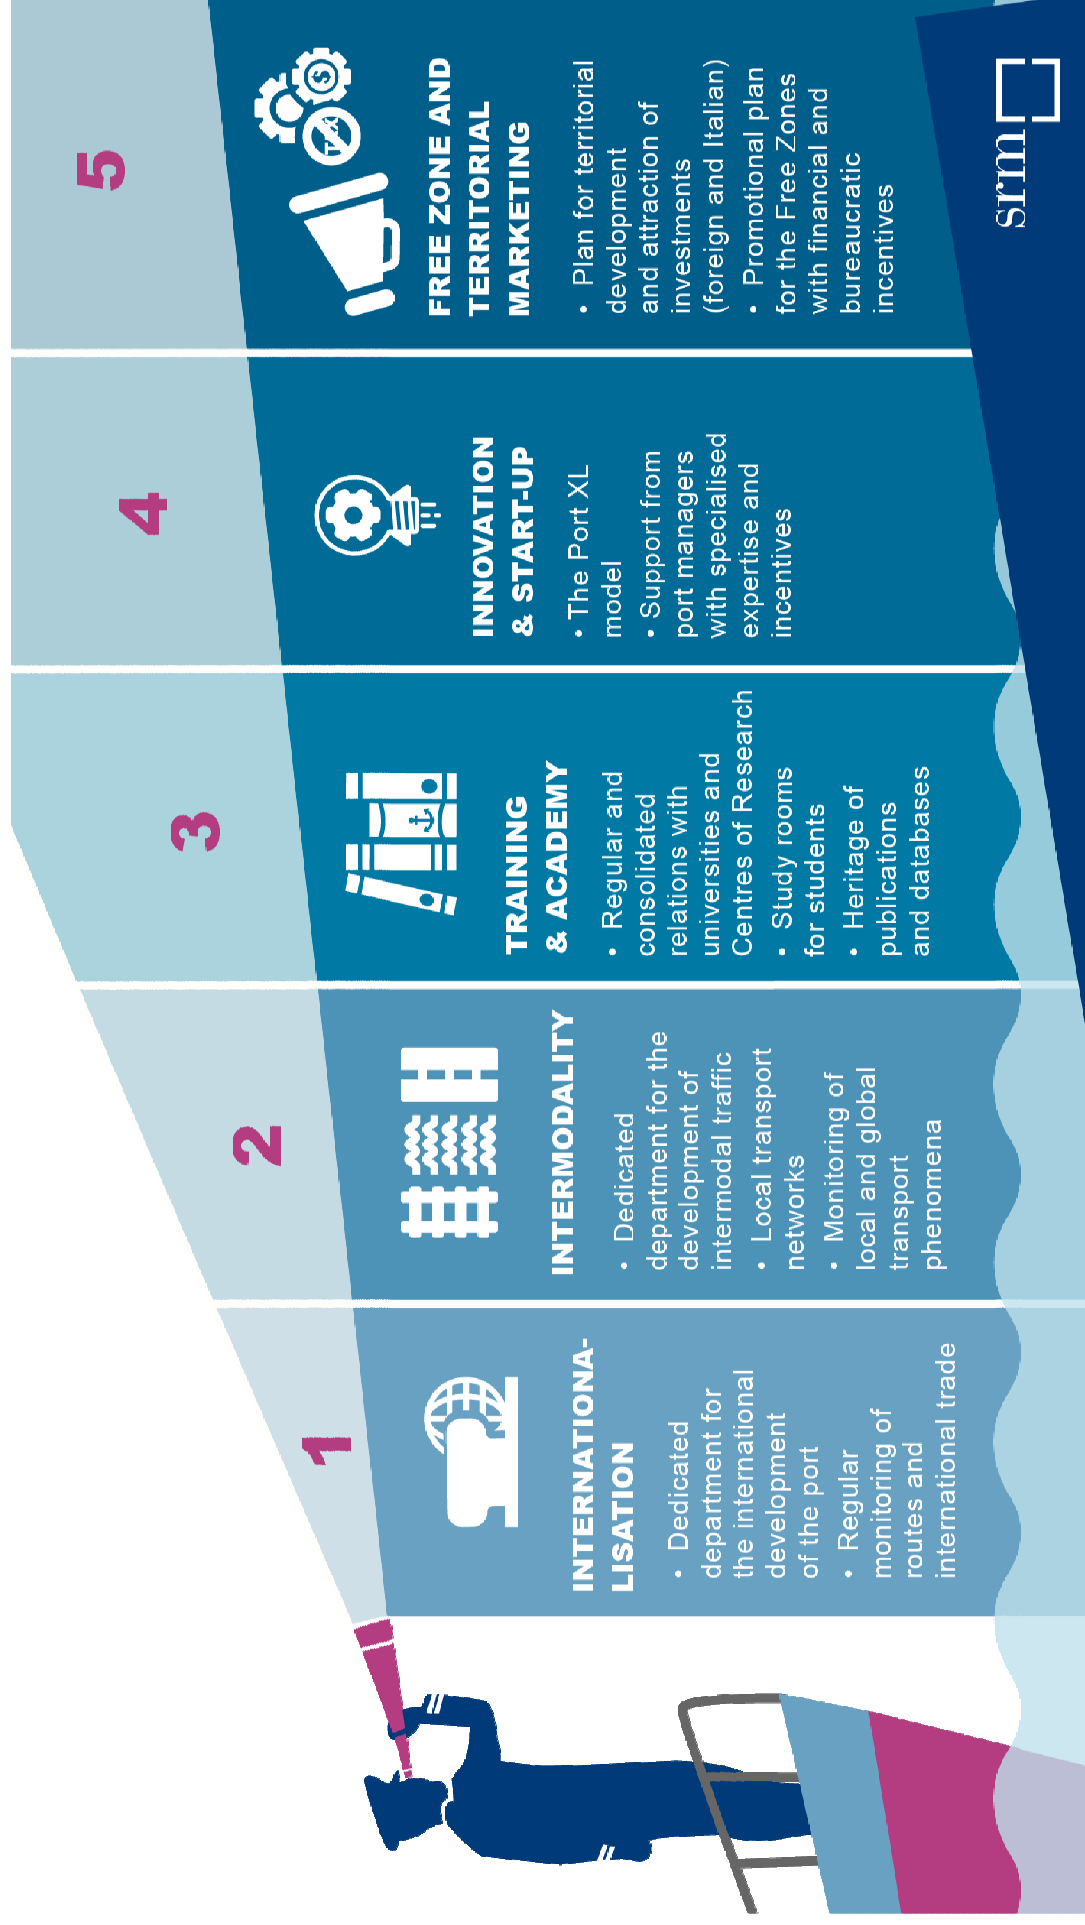 1
INTERNATIONA-
LISATION
• Dedicated
department for
the international
development
of the port
• Regular
monitoring of
routes and
international trade
2
INTERMODALITY
• Dedicated
department for the
development of
intermodal traffic
• Local transport
networks
• Monitoring of
local and global
transport
phenomena
3
TRAINING
& ACADEMY
• Regular and
consolidated
relations with
universities and
Centres of Research
• Study rooms
for students
• Heritage of
publications
and databases
4
INNOVATION
& START-UP
• The Port XL
model
• Support from
port managers
with specialised
expertise and
incentives
5
$
TAX
FREE ZONE AND
TERRITORIAL
MARKETING
• Plan for territorial
development
and attraction of
investments
(foreign and Italian)
• Promotional plan
for the Free Zones
with financial and
bureaucratic
incentives
srm